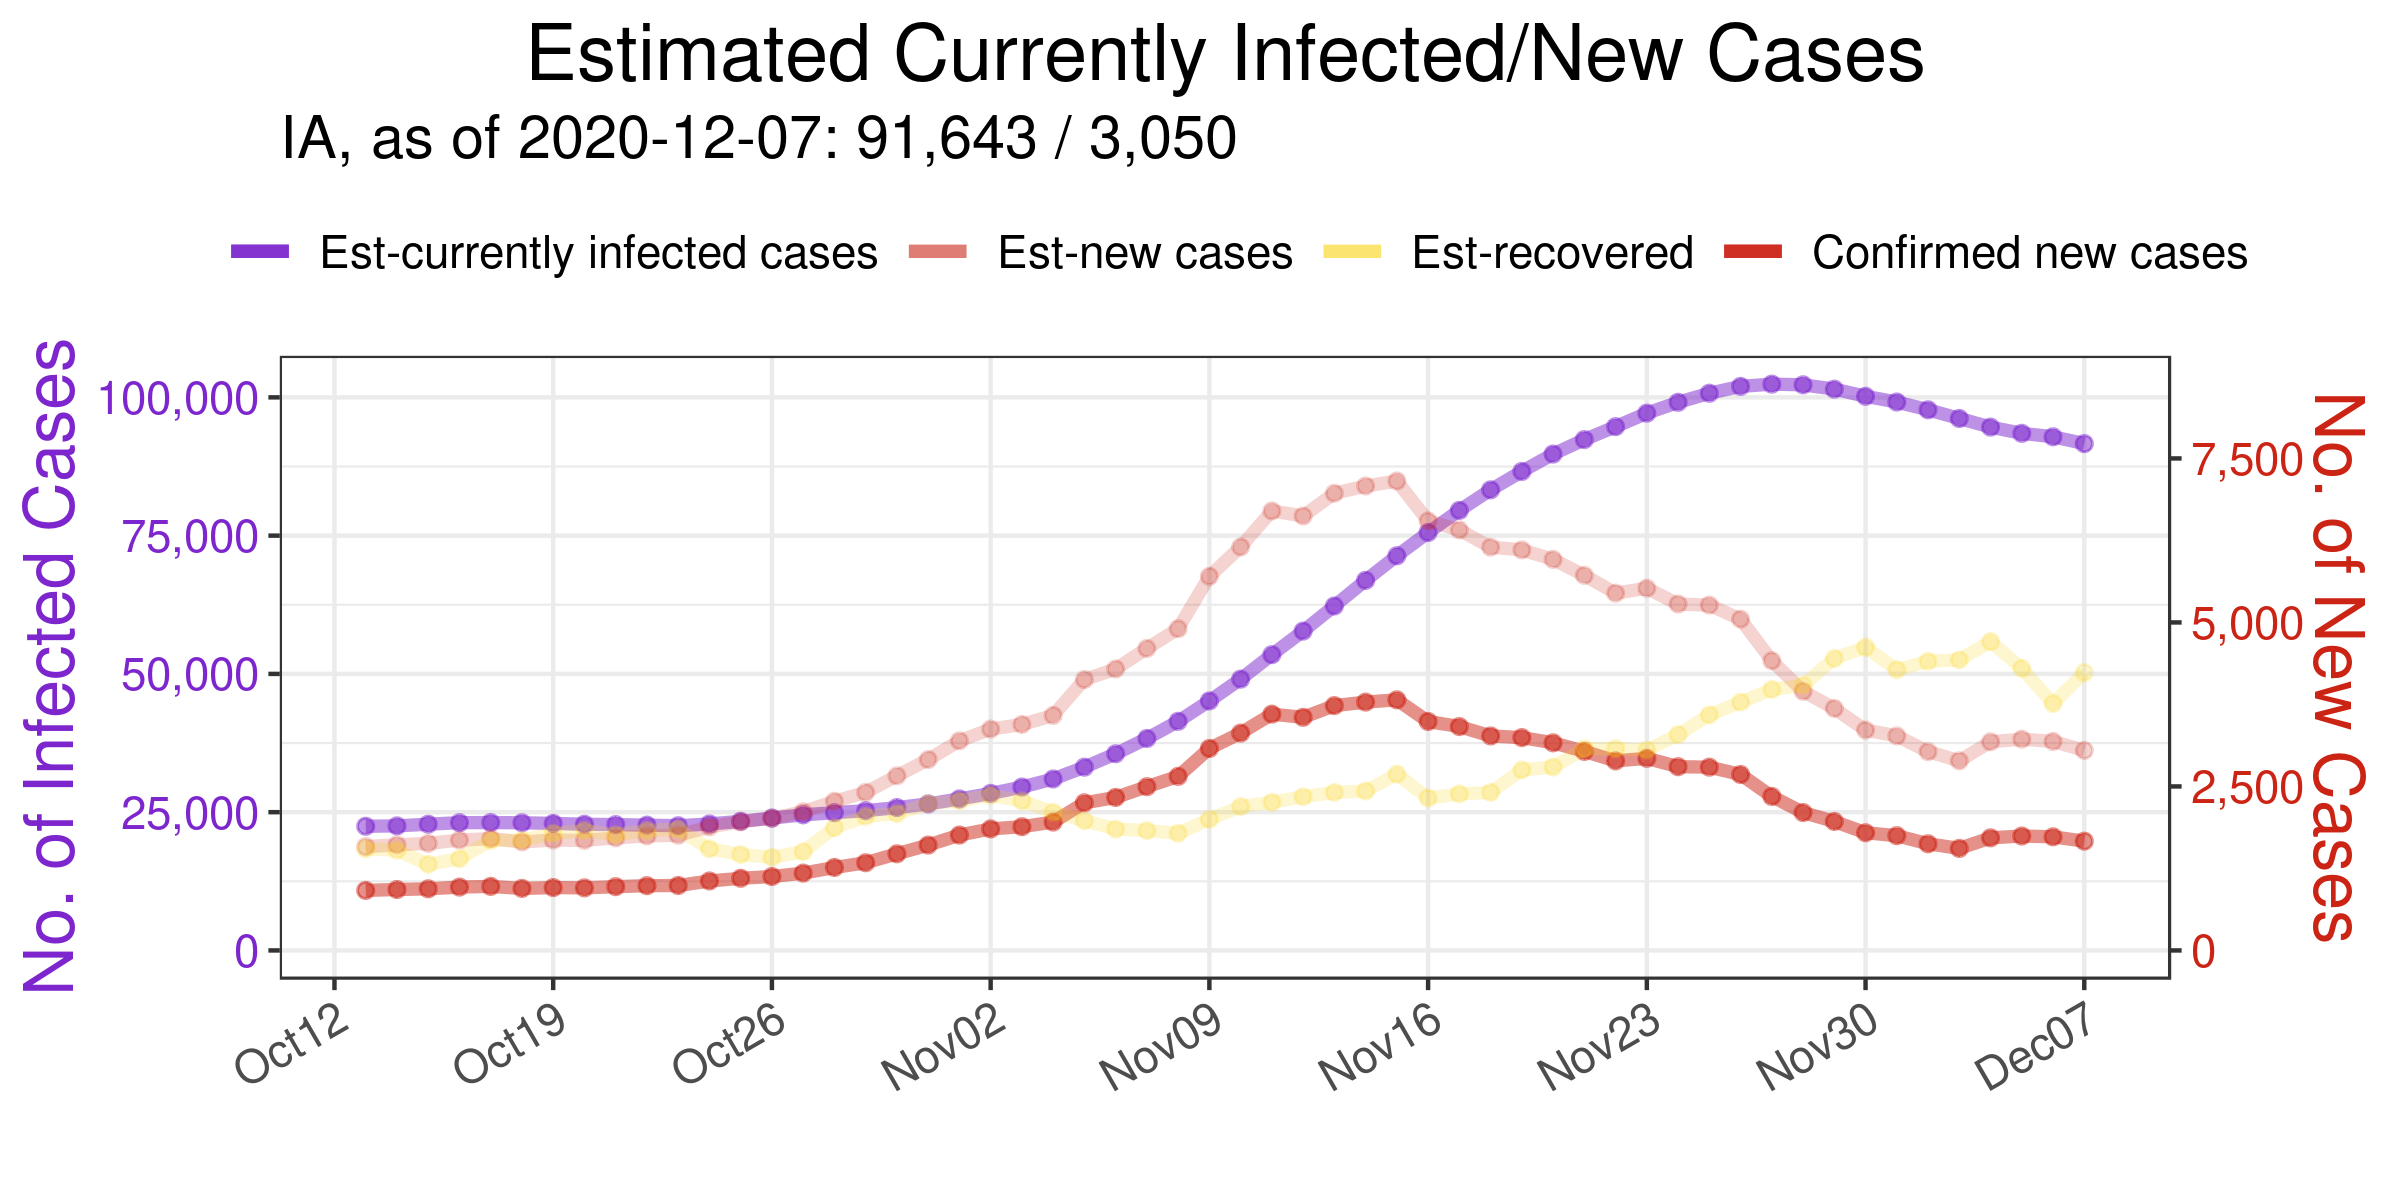 Estimated Currently Infected/New Cases
IA, as of 2020-12-07: 91,643 / 3,050
Est-currently infected cases Est-new cases Est-recovered Confirmed new cases
No. of Infected Cases
100,000
75,000
50,000
25,000
0
7,500
5,000
2,500
0
No. of New Cases
Oct12 Oct19 Oct26 Nov02 Nov09 Nov16 Nov23 Nov30 Dec07